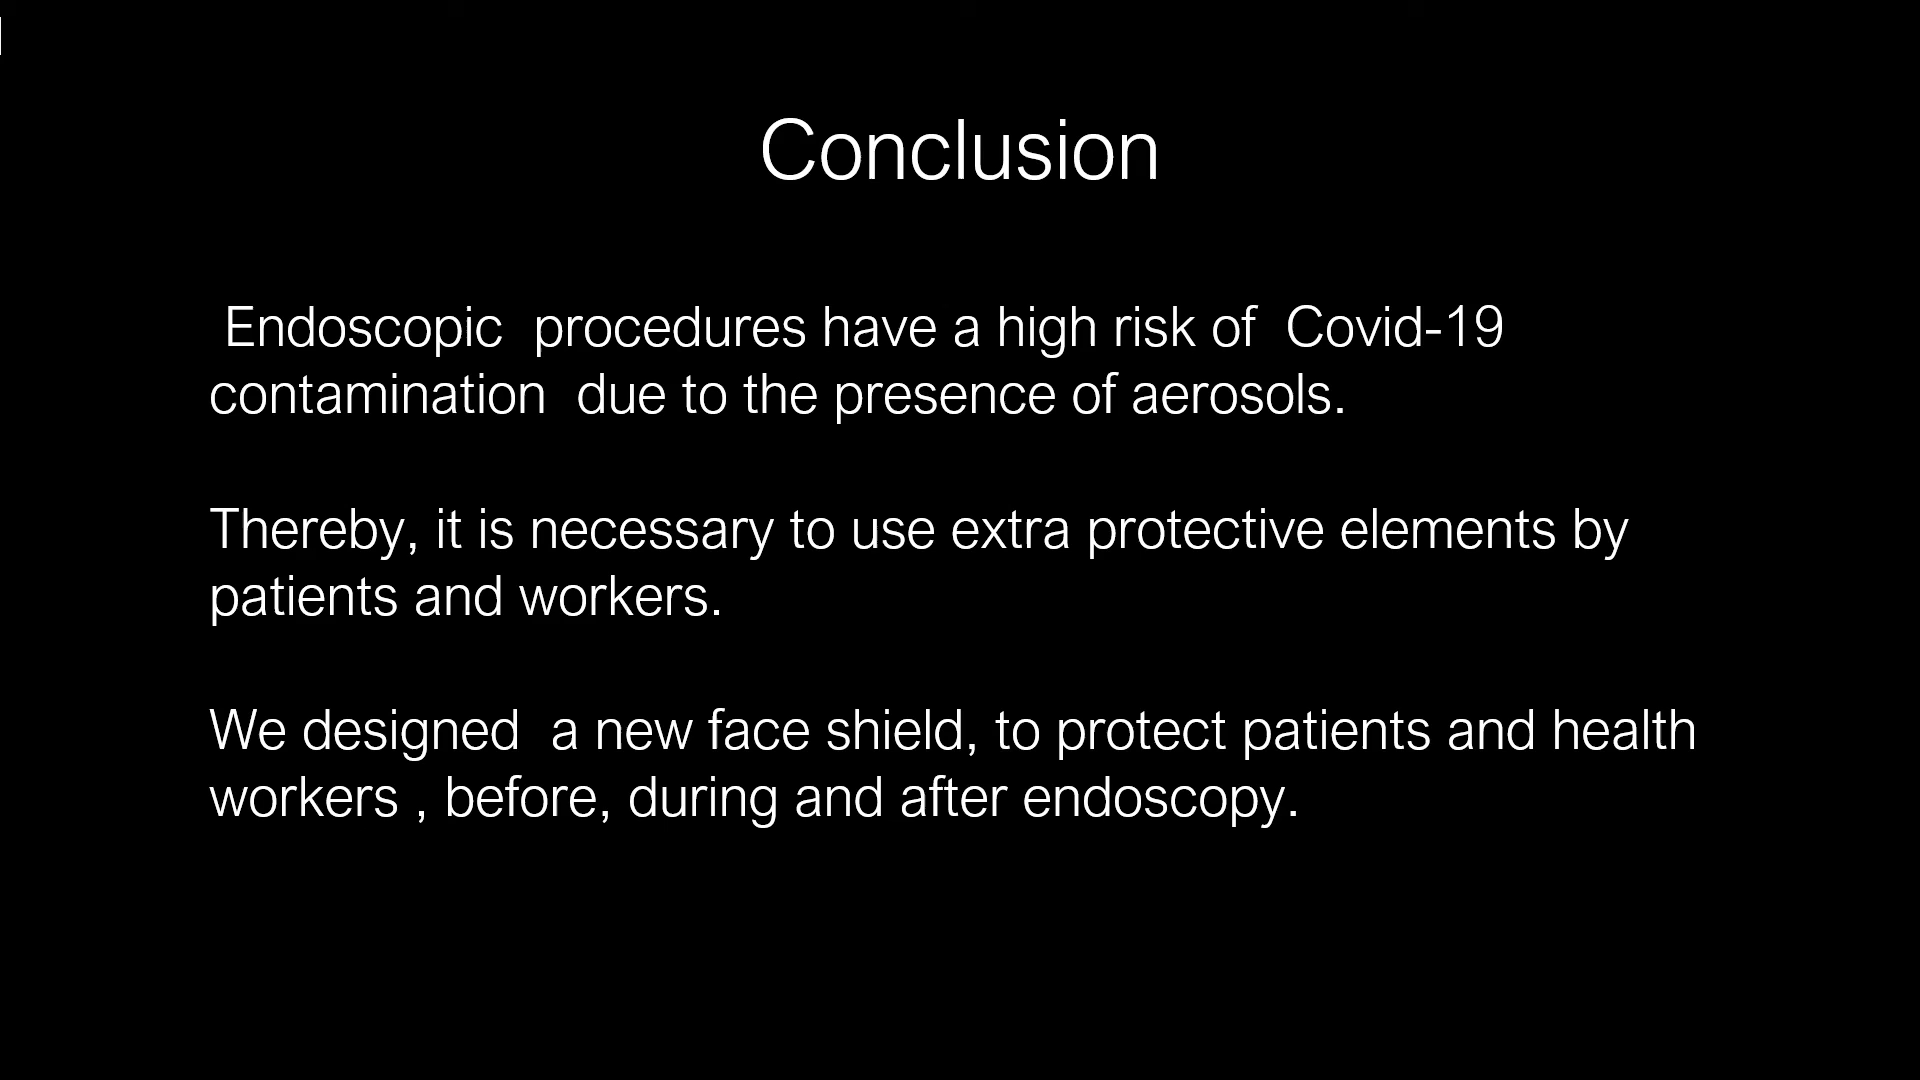 Conclusion
Endoscopic  procedures have a high risk of  Covid-19
contamination  due to the presence of aerosols.
Thereby, it is necessary to use extra protective elements by
patients and workers.
We designed  a new face shield, to protect patients and health
workers , before, during and after endoscopy.